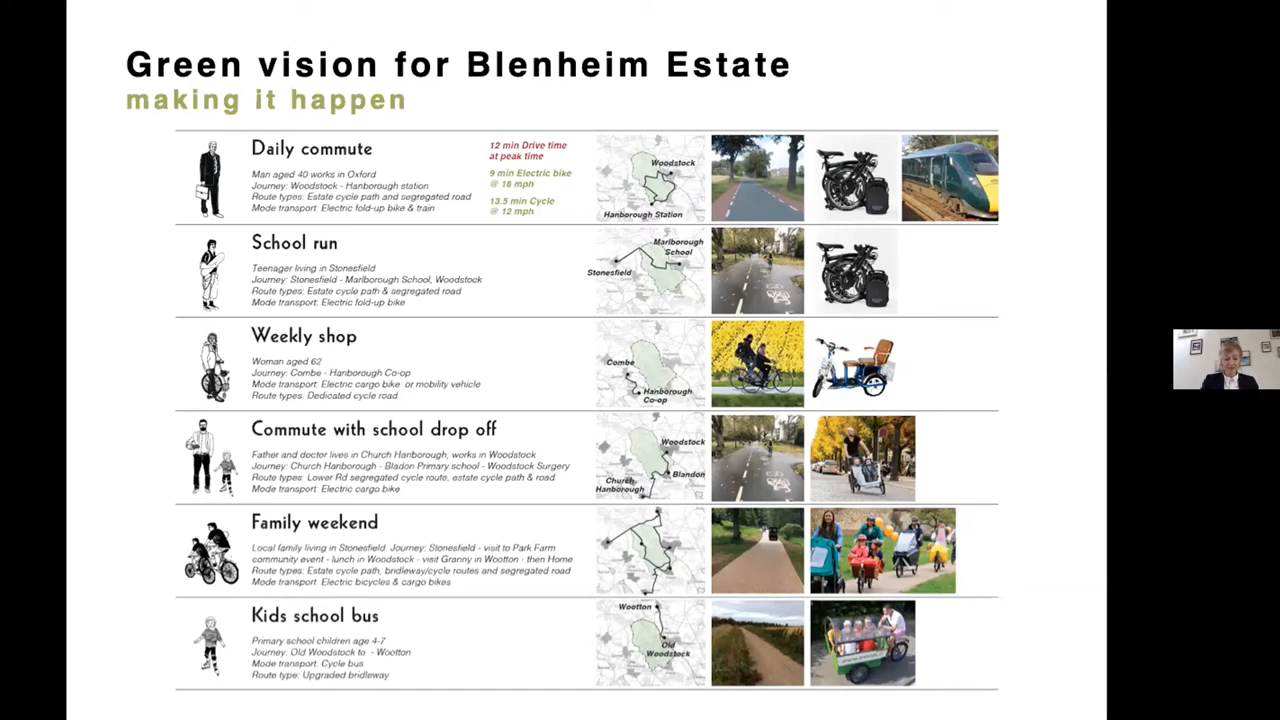 Green vision for Blenheim Estate
making it happen
Daily commute
Man aged 40 works in Oxford
Journey: Woodstock - Hanborough station
Route types: Estate cycle path and segregated road
Mode transport: Electric fold-up bike & train
12 min Drive time
at peak time
9 min Electric bike
@ 18 mph
13.5 min Cycle
@ 12 mph
Woodstock
Hanborough Station
School run
Teenager living in Stonesfield
Journey: Stonesfield - Marlborough School, Woodstock
Route types: Estate cycle path & segregated road
Mode transport: Electric fold-up bike
Marlborough
School
Stonesfield
Weekly shop
Woman aged 62
Journey: Combe - Hanborough Co-op
Mode transport: Electric cargo bike or mobility vehicle
Route types: Dedicated cycle road
Combe
Hanborough
Co-op
Commute with school drop off
Father and doctor lives in Church Hanborough, works in Woodstock
Journey: Church Hanborough - Bladon Primary school - Woodstock Surgery
Route types: Lower Rd segregated cycle route, estate cycle path & road
Mode transport: Electric cargo bike
Woodstock
Blandon
Church
Hanborough
Family weekend
Local family living in Stonesfield. Journey: Stonesfield - visit to Park Farm
community event - lunch in Woodstock - visit Granny in Wootton - then Home
Route types: Estate cycle path, bridleway/cycle routes and segregated road
Mode transport: Electric bicycles & cargo bikes
Kids school bus
Primary school children age 4-7
Journey: Old Woodstock to - Wootton
Mode transport: Cycle bus
Route type: Upgraded bridleway
Wootton
Old
Woodstock